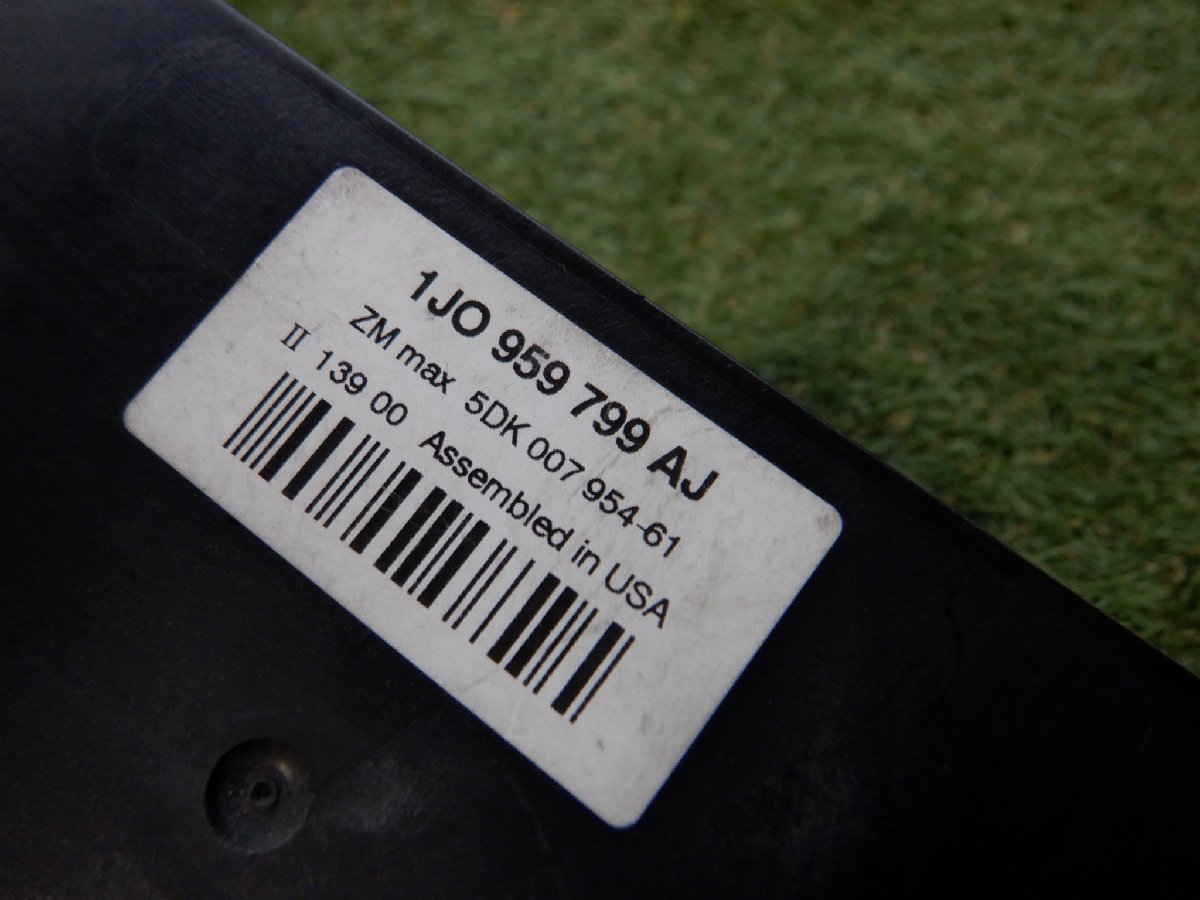 1JO 959 799 AJ
ZM max 5DK 007 954-61
II 139 00 Assembled in USA